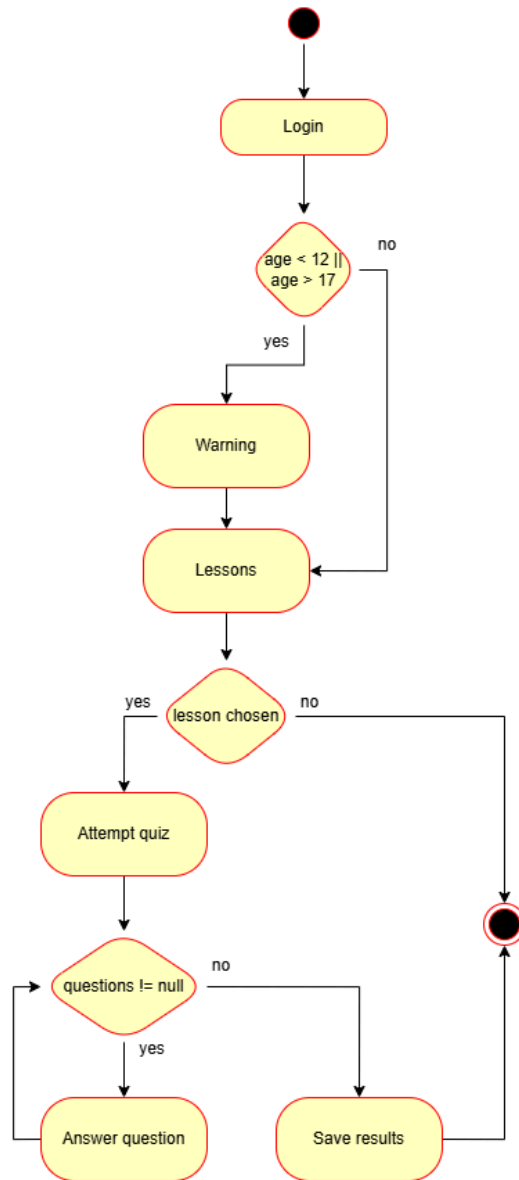 Login
no
age < 12 ||
age > 17
yes
Warning
Lessons
yes
no
lesson chosen
Attempt quiz
no
questions != null
yes
Answer question
Save results